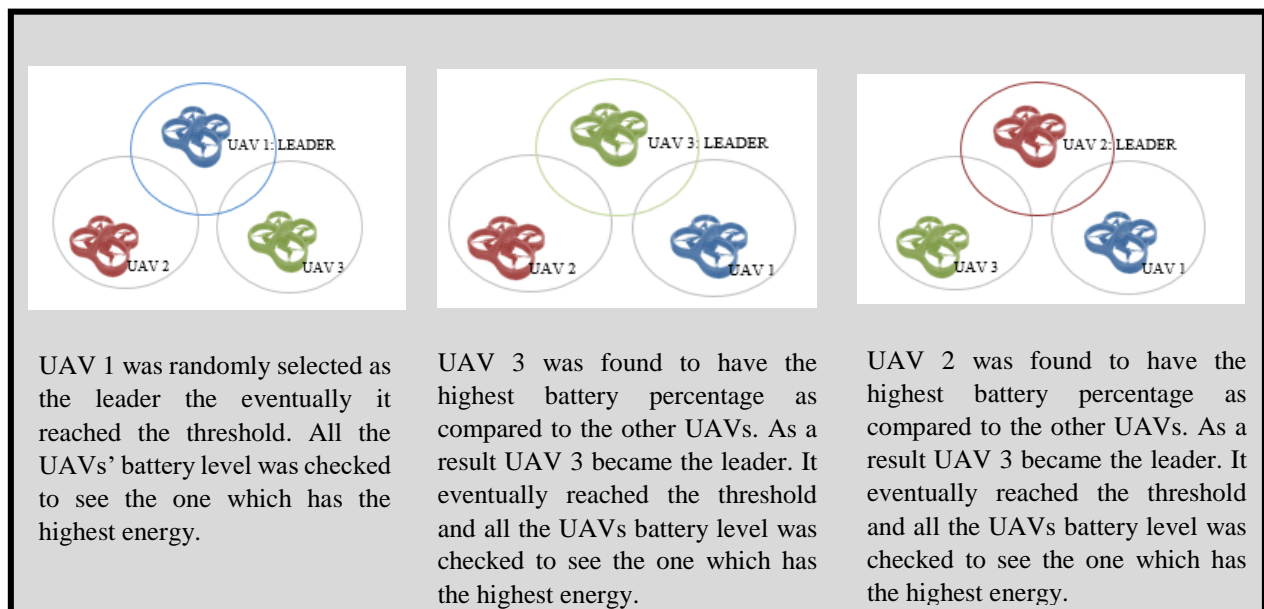 UAV 1: LEADER
UAV 2
UAV 3
UAV 3: LEADER
UAV 2
UAV 1
UAV 2: LEADER
UAV 3
UAV 1
UAV 1 was randomly selected as
the leader the eventually it
reached the threshold. All the
UAVs’ battery level was checked
to see the one which has the
highest energy.
UAV 3 was found to have the
highest battery percentage as
compared to the other UAVs. As a
result UAV 3 became the leader. It
eventually reached the threshold
and all the UAVs battery level was
checked to see the one which has
the highest energy.
UAV 2 was found to have the
highest battery percentage as
compared to the other UAVs. As a
result UAV 3 became the leader. It
eventually reached the threshold
and all the UAVs battery level was
checked to see the one which has
the highest energy.